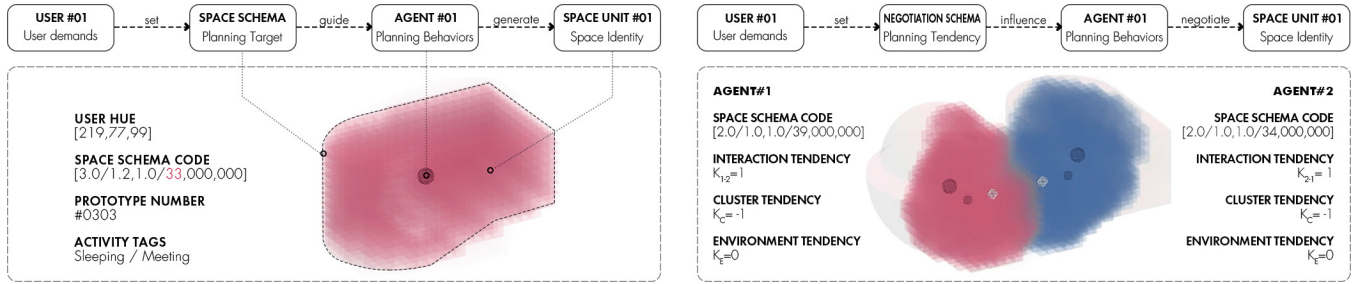 USER #01
User demands
set
SPACE SCHEMA
Planning Target
guide
AGENT #01
Planning Behaviors
generate
SPACE UNIT #01
Space Identity
USER HUE
[219,77,99]
SPACE SCHEMA CODE
[3.0/1.2,1.0/33,000,000]
PROTOTYPE NUMBER
#0303
ACTIVITY TAGS
Sleeping / Meeting
USER #01
User demands
set
NEGOTIATION SCHEMA
Planning Tendency
influence
AGENT #01
Planning Behaviors
negotiate
SPACE UNIT #01
Space Identity
AGENT#1
SPACE SCHEMA CODE
[2.0/1.0,1.0/39,000,000]
INTERACTION TENDENCY
K1-2=1
CLUSTER TENDENCY
KC= -1
ENVIRONMENT TENDENCY
KE=0
AGENT#2
SPACE SCHEMA CODE
[2.0/1.0,1.0/34,000,000]
INTERACTION TENDENCY
K2-1= 1
CLUSTER TENDENCY
KC= -1
ENVIRONMENT TENDENCY
KE=0